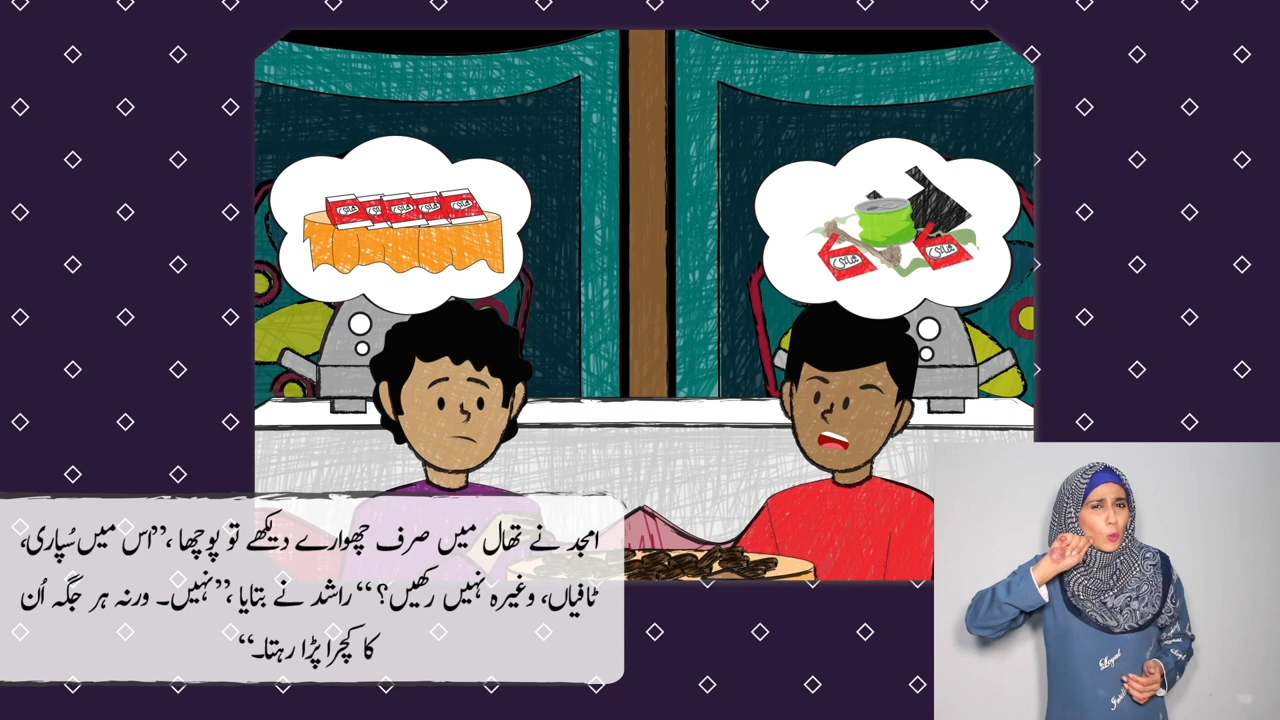 امجد نے تھال میں صرف چھوارے دیکھے تو پوچھا ،”اس میں سُپاری،
ٹافیاں، وغیرہ نہیں رکھیں؟“ راشد نے بتایا ،”نہیں۔ ورنہ ہر جگہ اُن
کا کچرا پڑا رہتا۔“